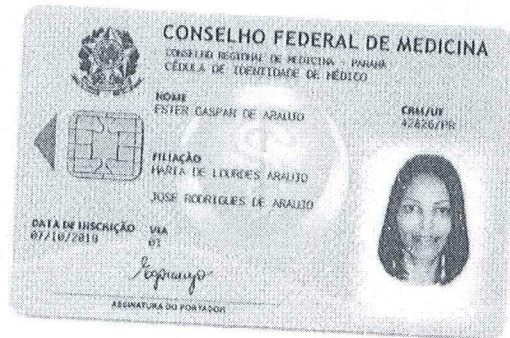 CONSELHO FEDERAL DE MEDICINA
CONSELHO REGIONAL DE MEDICINA - PARANÁ
CÉDULA DE IDENTIDADE DE MÉDICO
NOME
ESTER GASPAR DE ARAUJO
CRM/UF
42826/PR
FILIAÇÃO
MARIA DE LOURDES ARAUJO
JOSE RODRIGUES DE ARAUJO
DATA DE INSCRIÇÃO VIA
07/10/2019 01
ASSINATURA DO PORTADOR